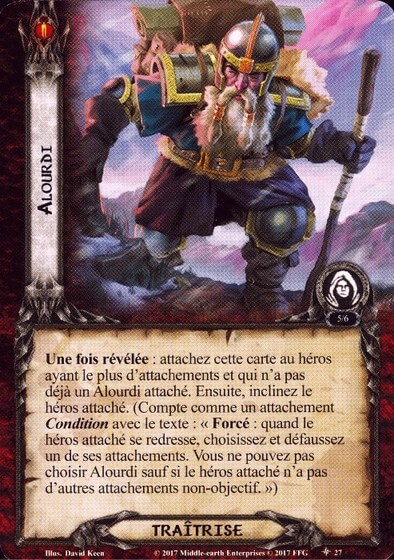 ALOURDI
5/6
Une fois révélée : attachez cette carte au héros
ayant le plus d'attachements et qui n'a pas
déjà un Alourdi attaché. Ensuite, inclinez le
héros attaché. (Compte comme un attachement
Condition avec le texte : « Forcé : quand le
héros attaché se redresse, choisissez et défaussez
un de ses attachements. Vous ne pouvez pas
choisir Alourdi sauf si le héros attaché n'a pas
d'autres attachements non-objectif. »)
TRAÎTRISE
Illus. David Keen © 2017 Middle-earth Enterprises © 2017 FFG 27